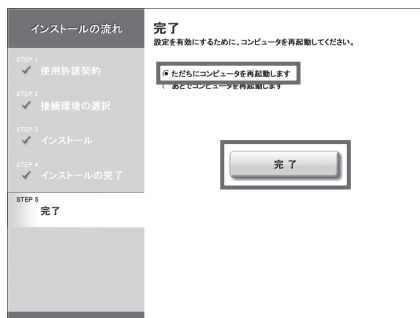 インストールの流れ
STEP 1
使用許諾契約
STEP 2
接続環境の選択
STEP 3
インストール
STEP 4
インストールの完了
STEP 5
完了
完了
設定を有効にするために、コンピュータを再起動してください。
ただちにコンピュータを再起動します
あとでコンピュータを再起動します
完 了